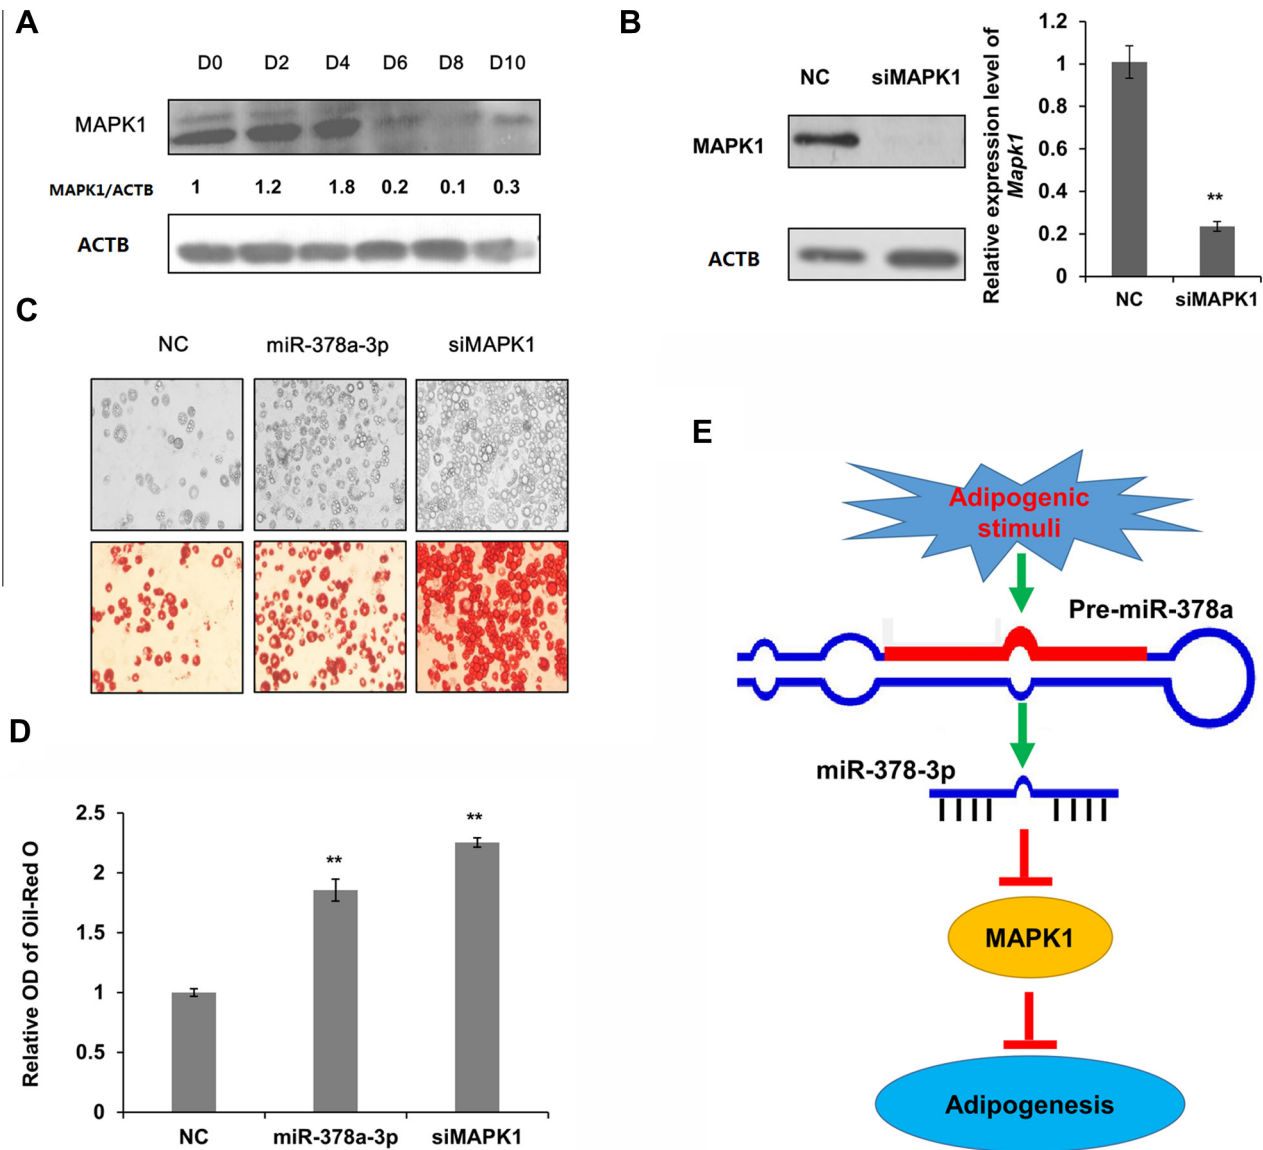 A
D0 D2 D4 D6 D8 D10
MAPK1
MAPK1/ACTB 1 1.2 1.8 0.2 0.1 0.3
ACTB
B
NC siMAPK1
MAPK1
ACTB
Relative expression level of
Mapk1
1.2
1
0.8
0.6
0.4
0.2
0
**
NC siMAPK1
C
NC miR-378a-3p siMAPK1
D
Relative OD of Oil-Red O
2.5
2
1.5
1
0.5
0
**
**
NC miR-378a-3p siMAPK1
E
Adipogenic
stimuli
Pre-miR-378a
miR-378-3p
MAPK1
Adipogenesis